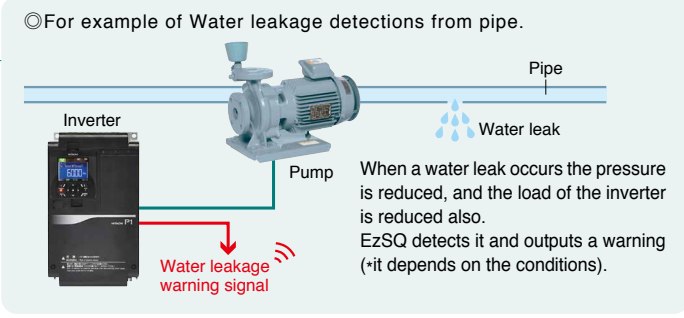 ◎For example of Water leakage detections from pipe.
Pipe
Inverter
Water leak
Pump
When a water leak occurs the pressure
is reduced, and the load of the inverter
is reduced also.
EzSQ detects it and outputs a warning
(*it depends on the conditions).
HITACHI P1
Water leakage
warning signal